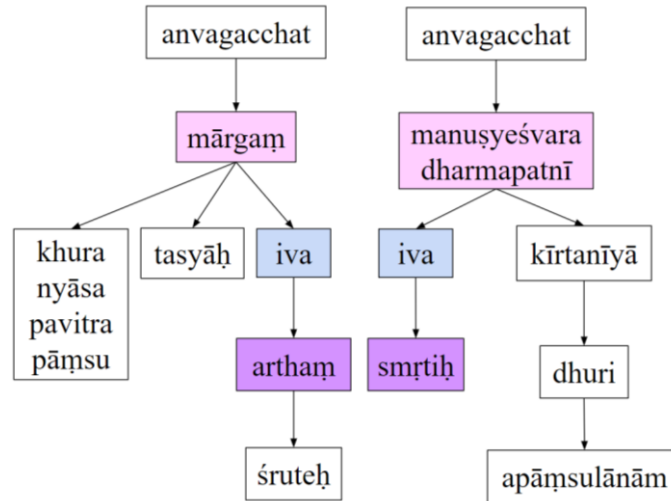 anvagacchat
anvagacchat
mārgaṃ
manuṣyeśvara
dharmapatnī
khura
nyāsa
pavitra
pāṃsu
tasyāḥ
iva
iva
kīrtanīyā
arthaṃ
smṛtiḥ
dhuri
śruteḥ
apāṃsulānām